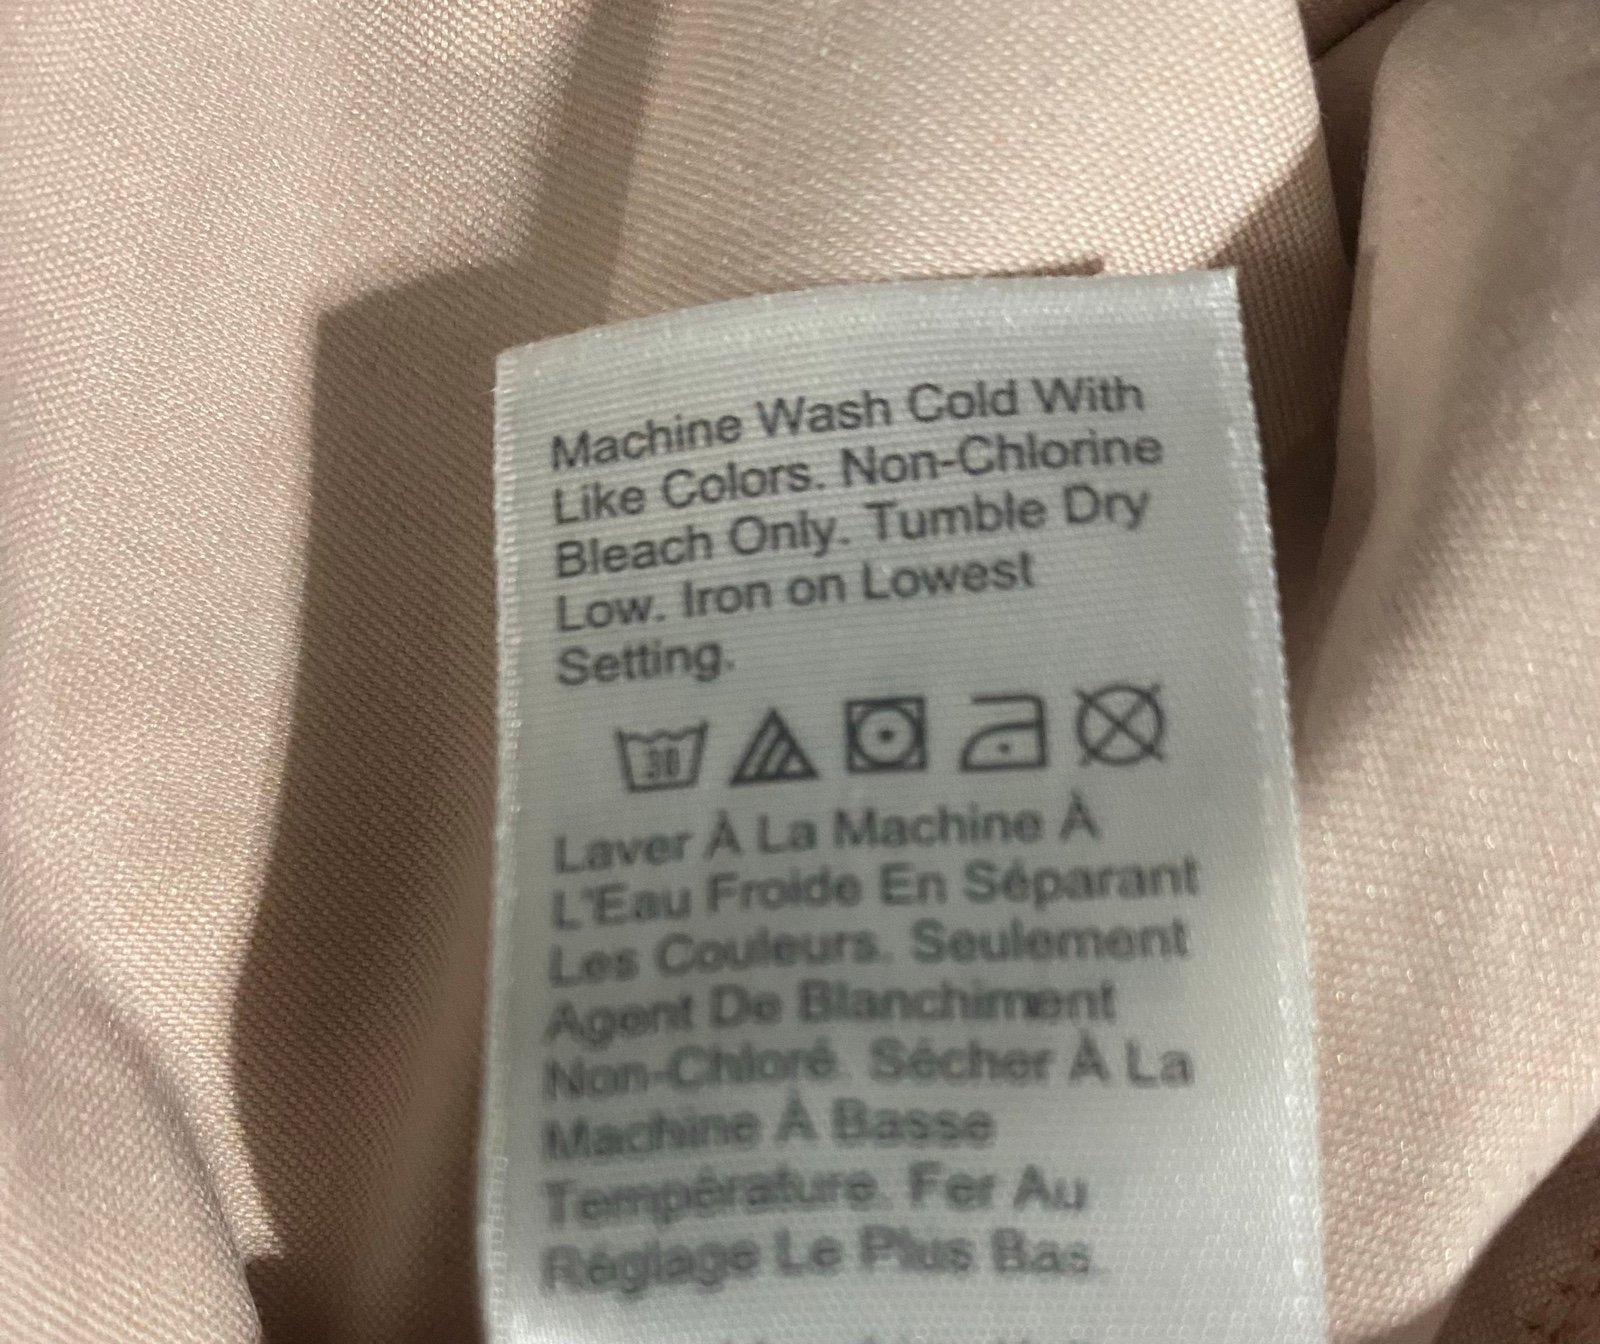 Machine Wash Cold With
Like Colors. Non-Chlorine
Bleach Only. Tumble Dry
Low. Iron on Lowest
Setting.
30
Laver À La Machine À
L'Eau Froide En Séparant
Les Couleurs. Seulement
Agent De Blanchiment
Non-Chloré. Sécher À La
Machine À Basse
Température. Fer Au
Réglage Le Plus Bas.